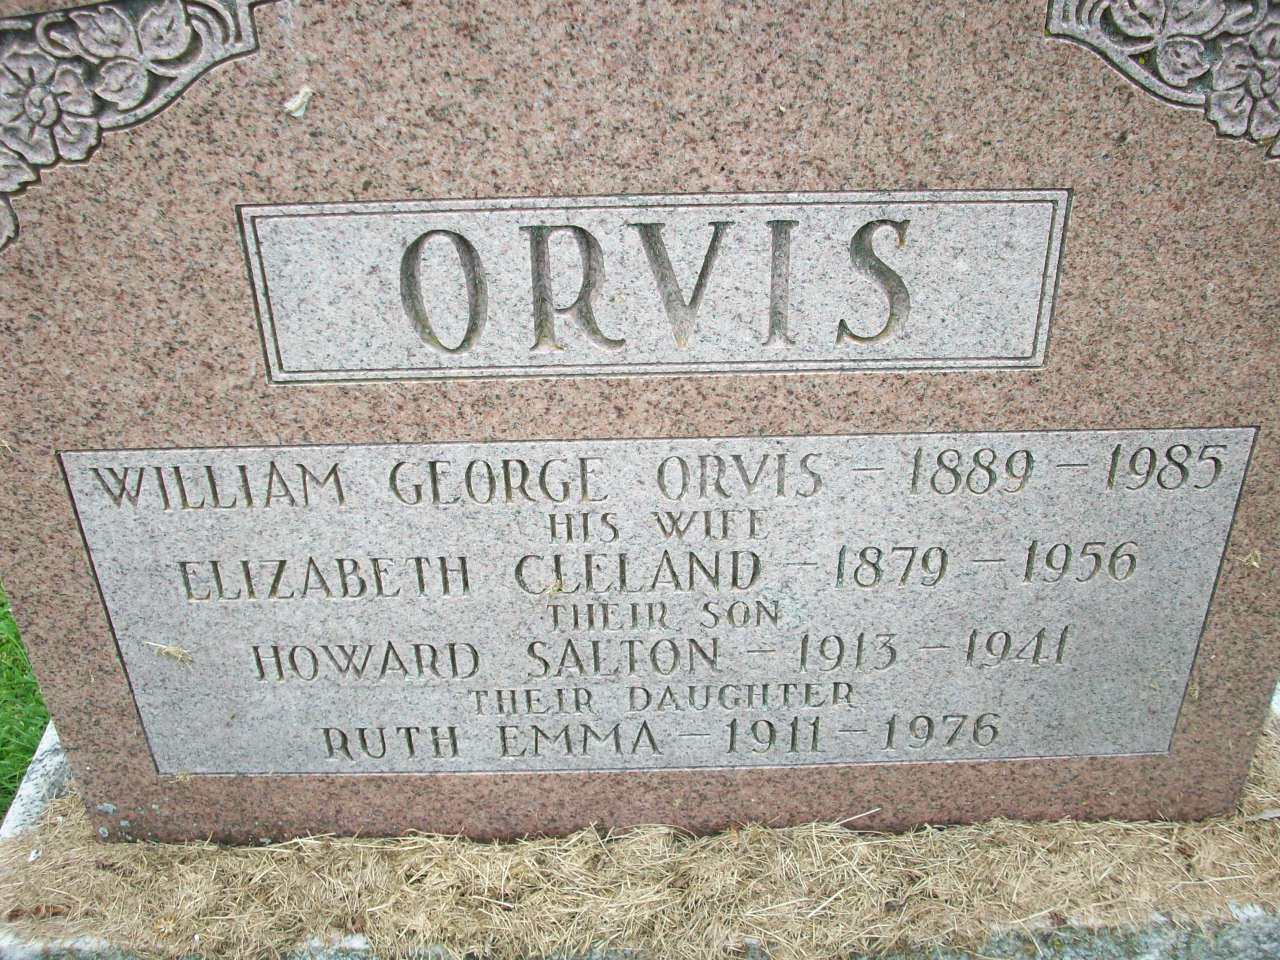 ORVIS
WILLIAM GEORGE ORVIS - 1889 - 1985
HIS WIFE
ELIZABETH CLELAND - 1879 - 1956
THEIR SON
HOWARD SALTON - 1913 - 1941
THEIR DAUGHTER
RUTH EMMA - 1911 - 1976